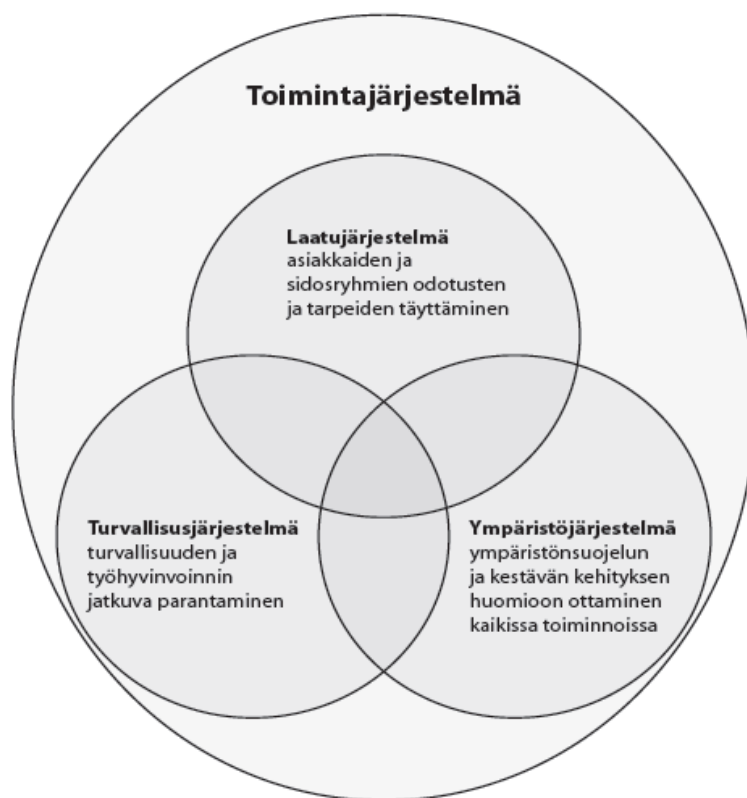 Toimintajärjestelmä
Laatujärjestelmä
asiakkaiden ja
sidosryhmien odotusten
ja tarpeiden täyttäminen
Turvallisusjärjestelmä
turvallisuuden ja
työhyvinvoinnin
jatkuva parantaminen
Ympäristöjärjestelmä
ympäristönsuojelun
ja kestävän kehityksen
huomioon ottaminen
kaikissa toiminnoissa